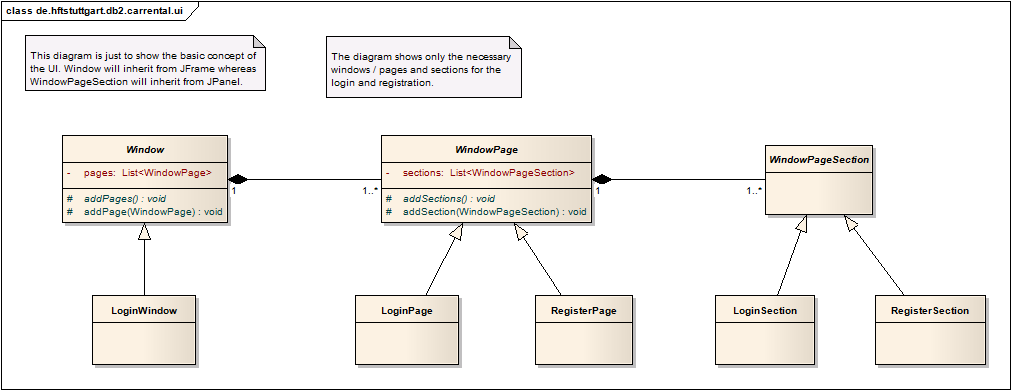 class de.hftstuttgart.db2.carrental.ui
This diagram is just to show the basic concept of
the UI. Window will inherit from JFrame whereas
WindowPageSection will inherit from JPanel.
The diagram shows only the necessary
windows / pages and sections for the
login and registration.
Window
- pages: List<WindowPage>
# addPages() : void
# addPage(WindowPage) : void
1
1..*
WindowPage
- sections: List<WindowPageSection>
# addSections() : void
# addSection(WindowPageSection) : void
1
1..*
WindowPageSection
LoginWindow
LoginPage
RegisterPage
LoginSection
RegisterSection